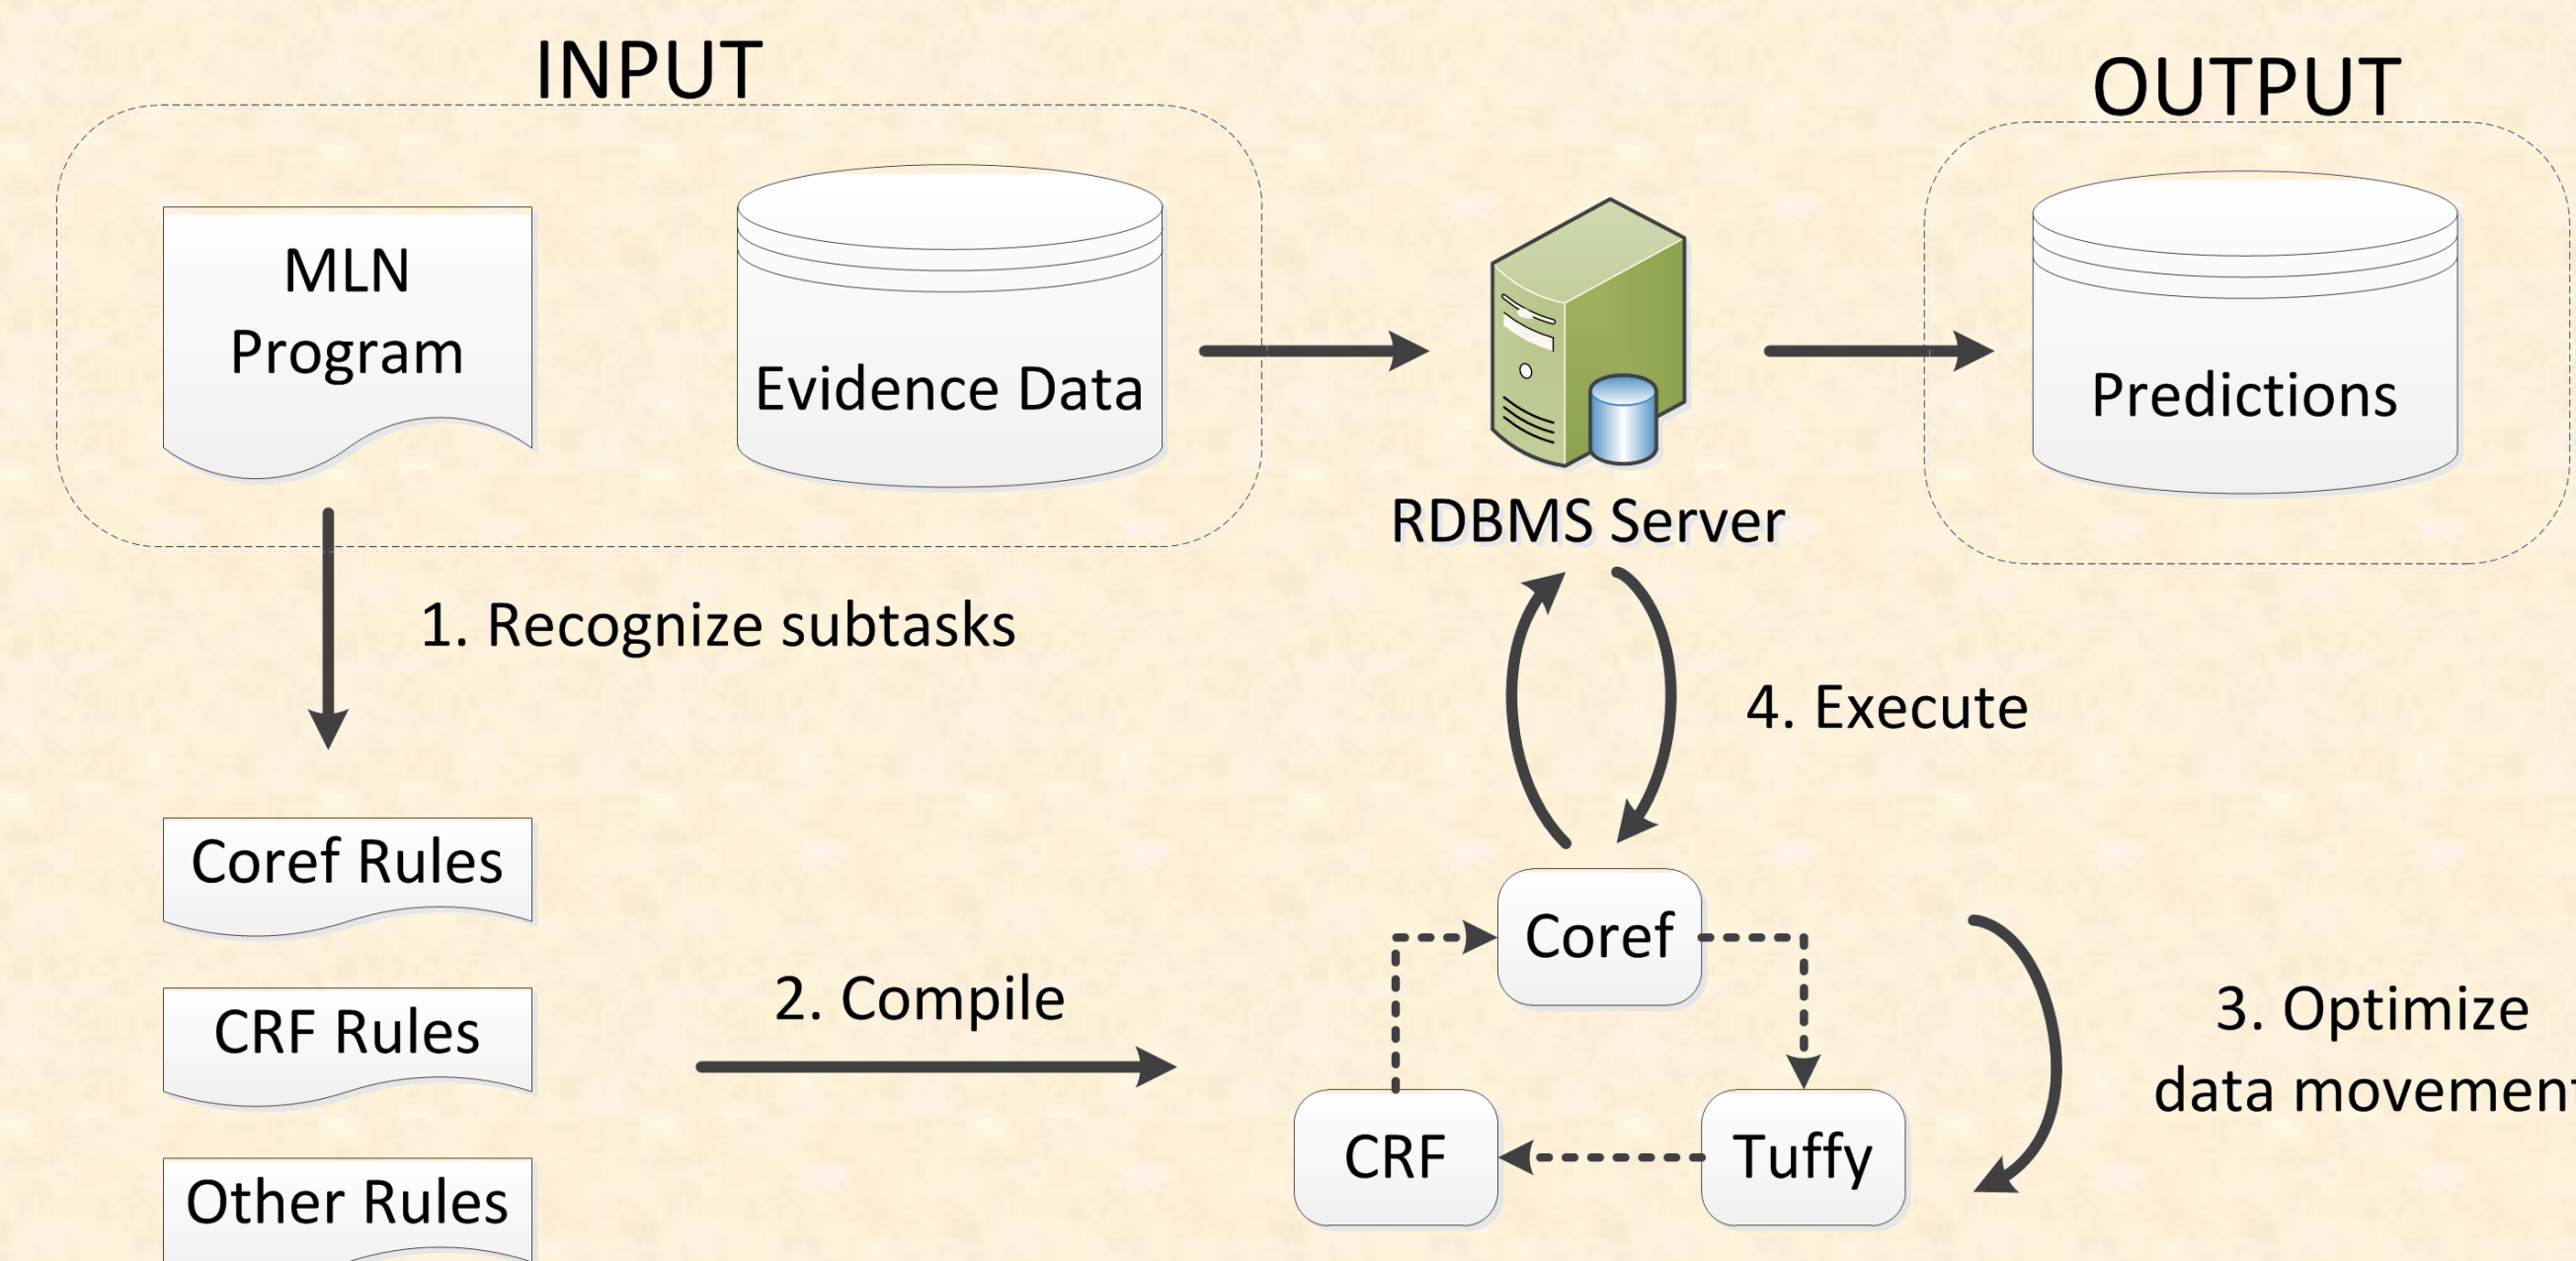 INPUT
OUTPUT
MLN
Program
Evidence Data
Predictions
RDBMS Server
1. Recognize subtasks
4. Execute
Coref Rules
Coref
CRF Rules
2. Compile
3. Optimize
data movement
CRF
Tuffy
Other Rules